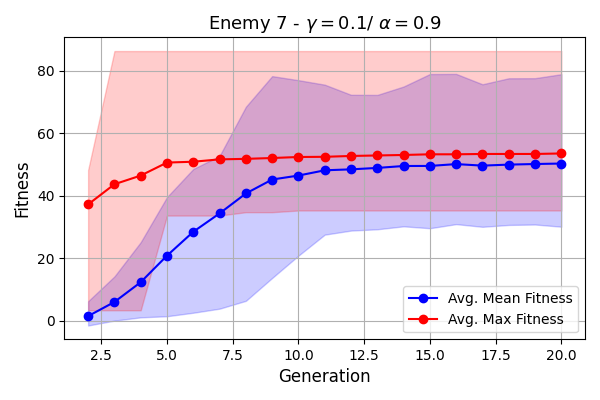 Enemy 7 - γ = 0.1/ α = 0.9
Fitness
80
60
40
20
0
2.5 5.0 7.5 10.0 12.5 15.0 17.5 20.0
Generation
Avg. Mean Fitness
Avg. Max Fitness